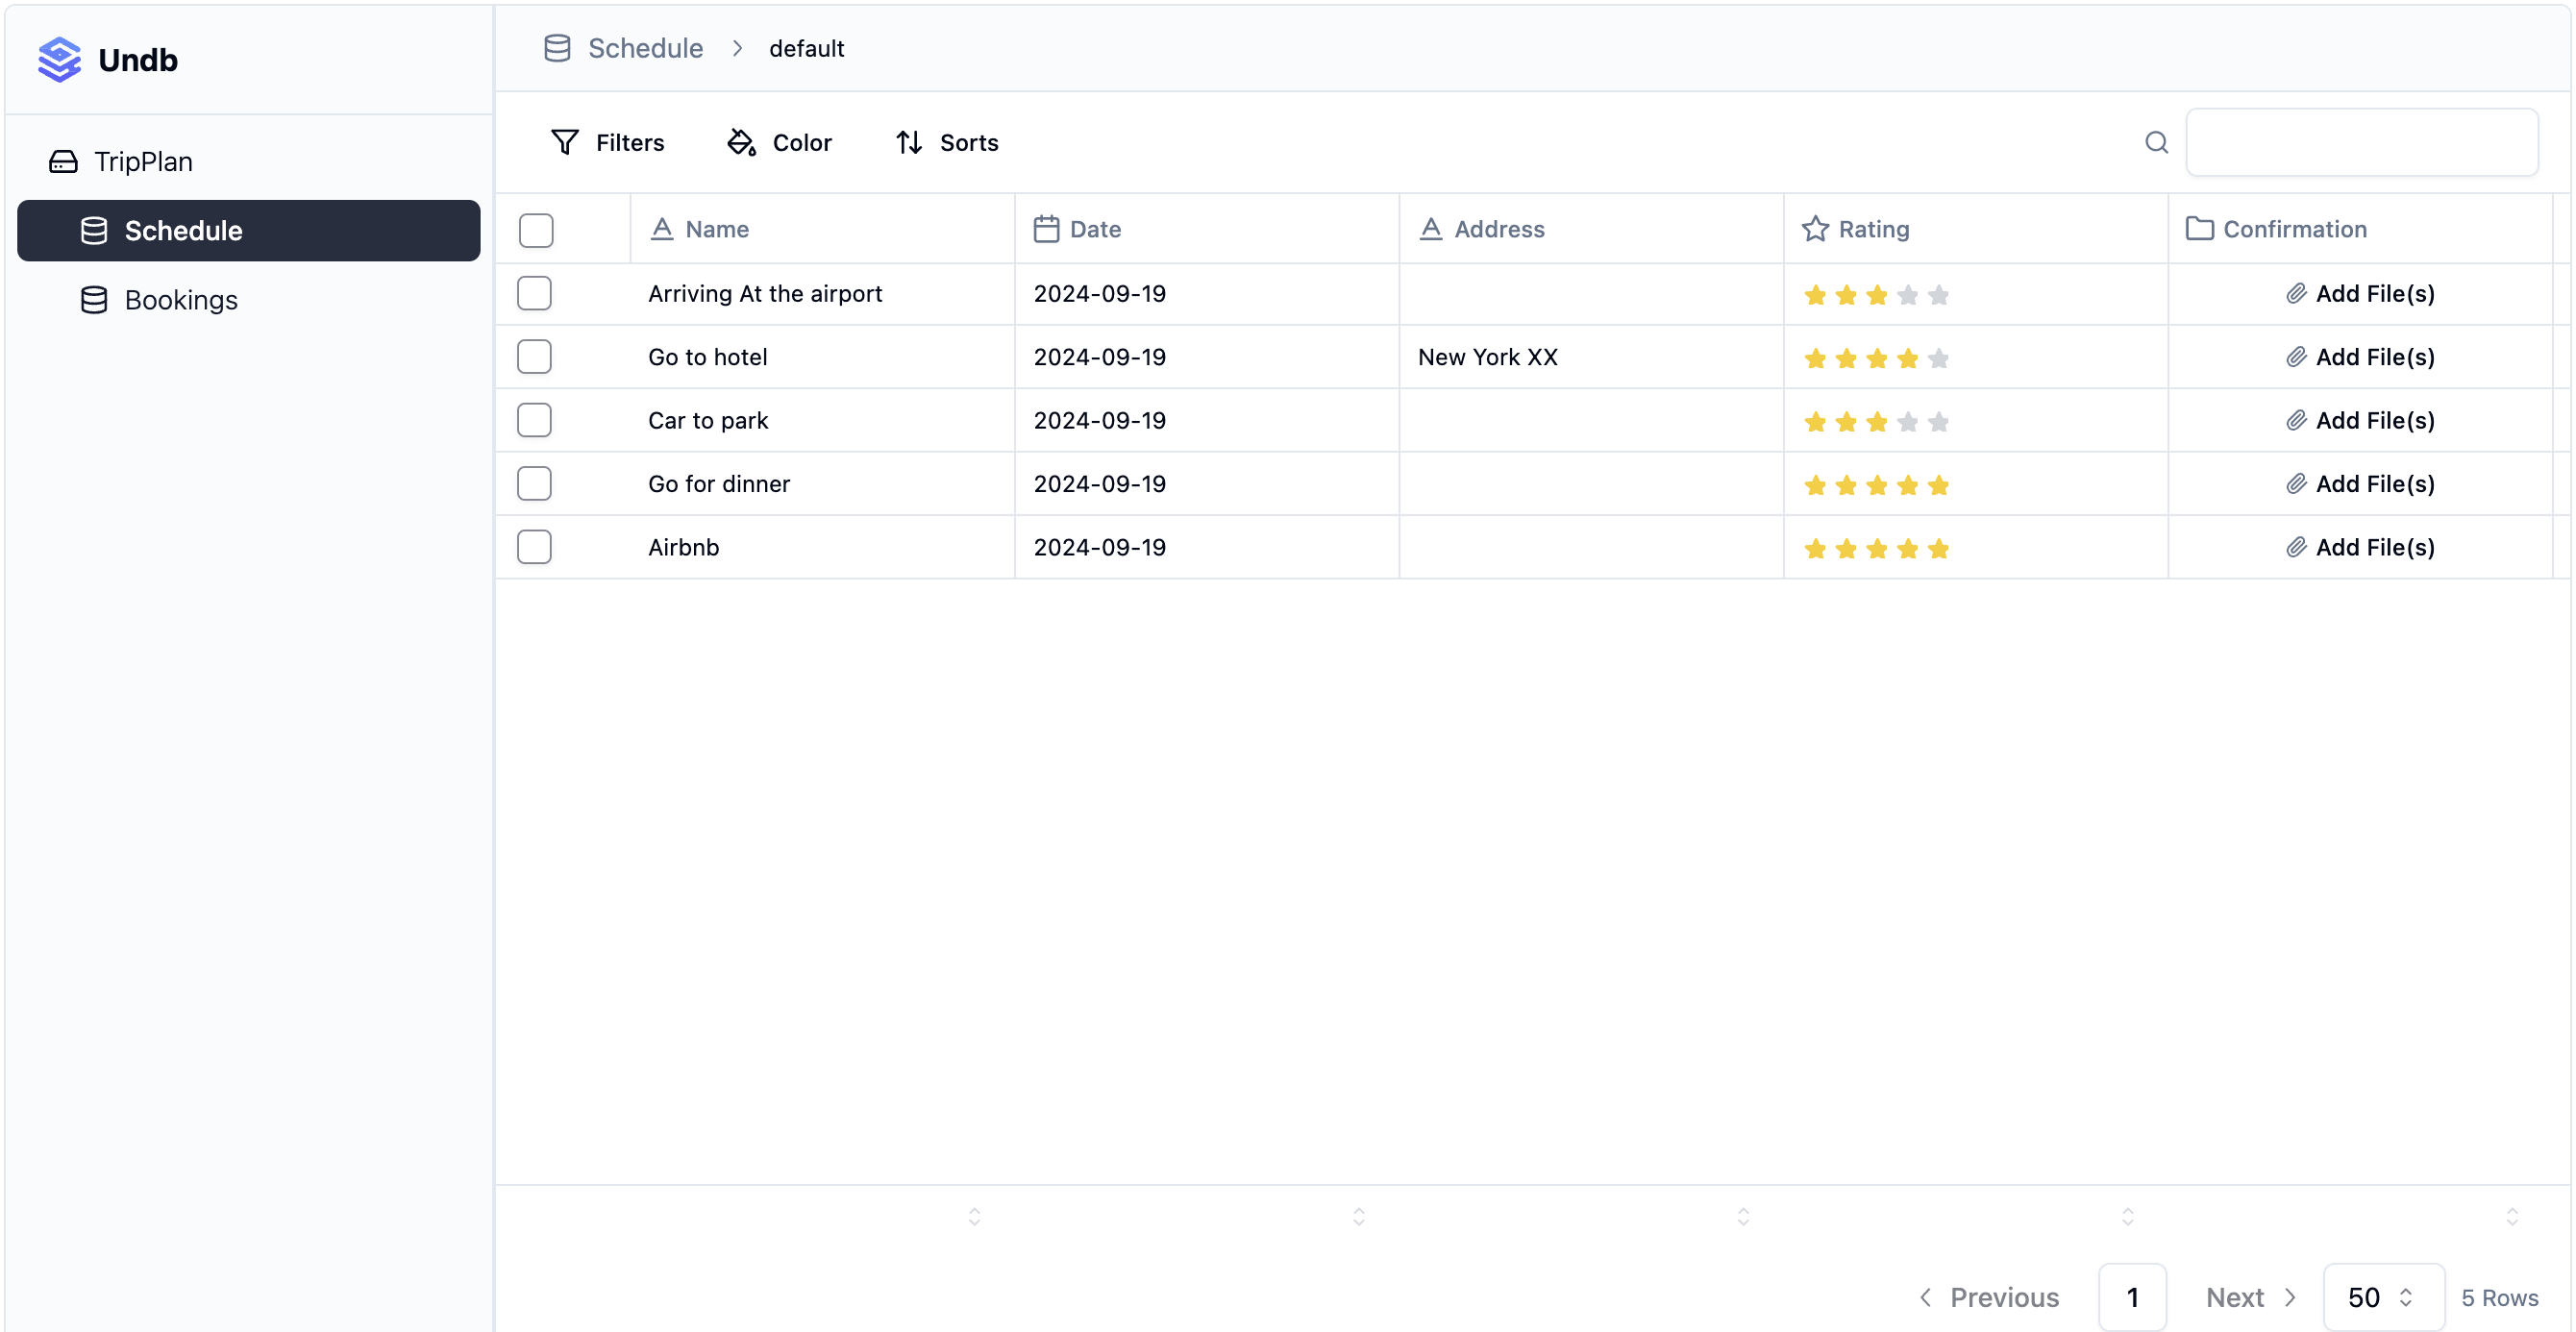 Undb
TripPlan
Schedule
Bookings
Schedule > default
Filters Color Sorts
Name Date Address Rating Confirmation
Arriving At the airport 2024-09-19 Add File(s)
Go to hotel 2024-09-19 New York XX Add File(s)
Car to park 2024-09-19 Add File(s)
Go for dinner 2024-09-19 Add File(s)
Airbnb 2024-09-19 Add File(s)
Previous 1 Next 50 5 Rows